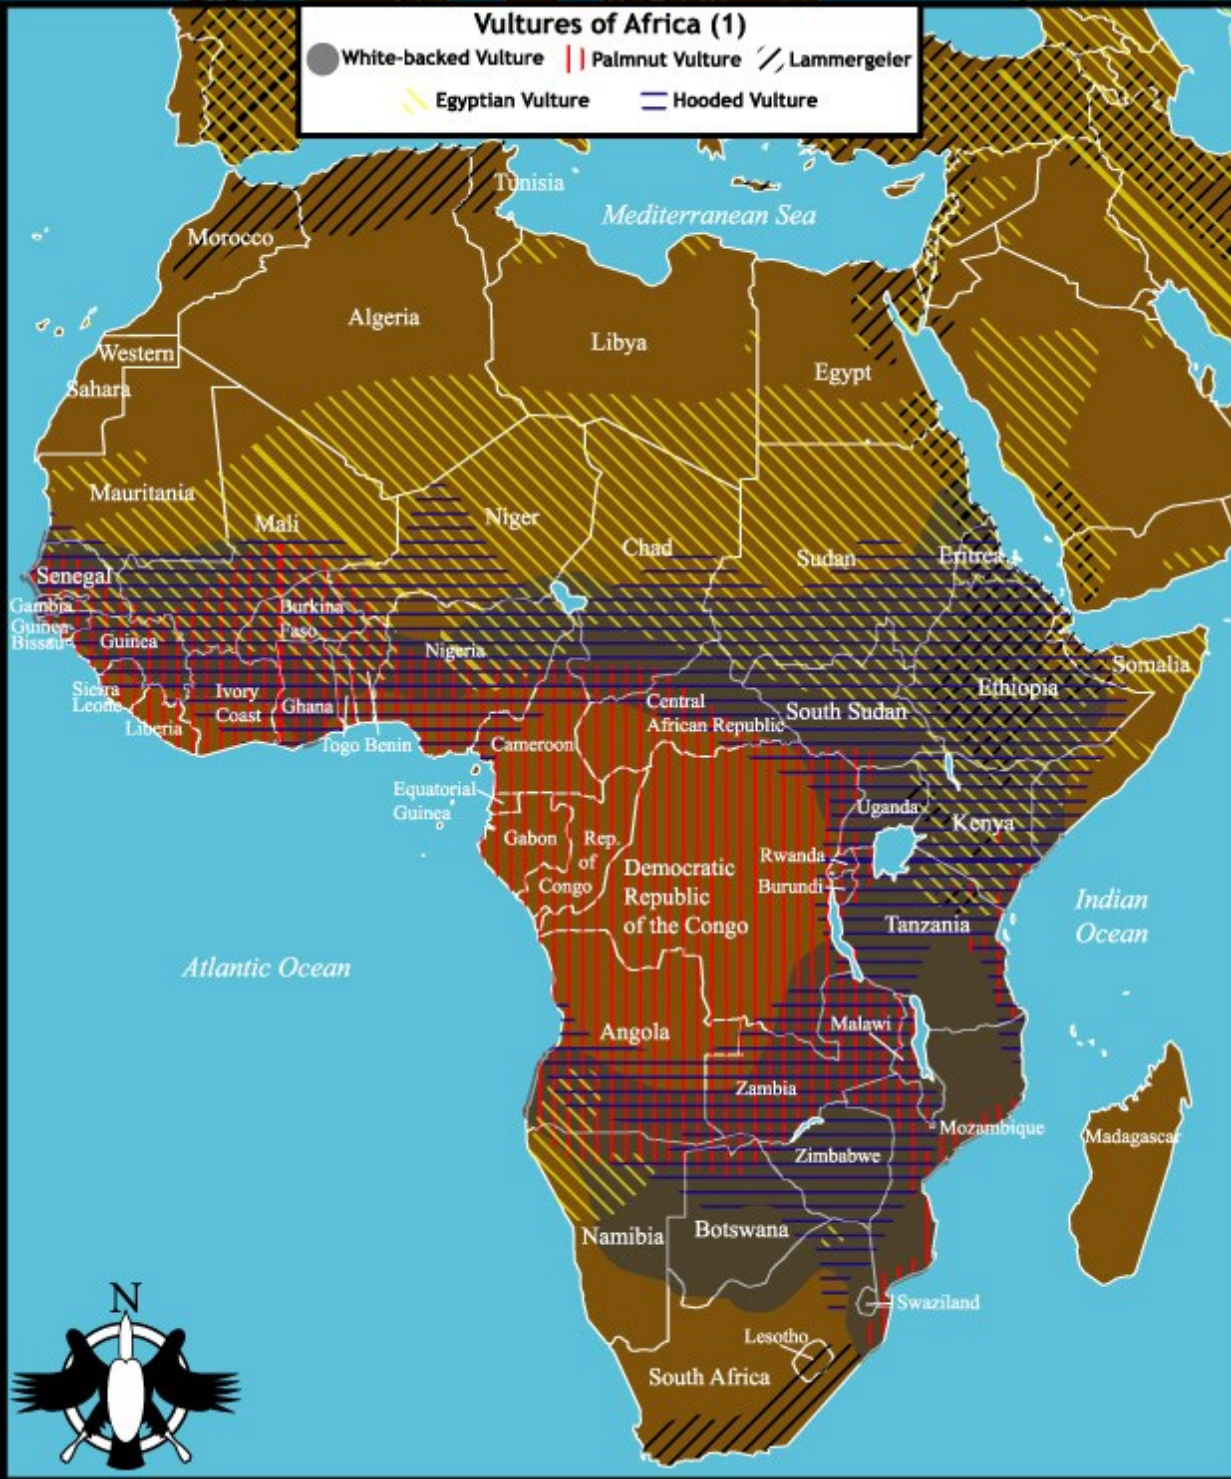 Vultures of Africa (1)
White-backed Vulture Palmnut Vulture Lammergeier
Egyptian Vulture Hooded Vulture
Tunisia
Mediterranean Sea
Morocco
Algeria
Libya
Egypt
Western
Sahara
Mauritania
Mali
Niger
Chad
Sudan
Eritrea
Senegal
Gambia
Guinea-
Bissau
Guinea
Burkina
Faso
Nigeria
Sierra
Leone
Liberia
Ivory
Coast
Ghana
Togo Benin
Cameroon
Central
African Republic
South Sudan
Ethiopia
Somalia
Equatorial
Guinea
Gabon
Rep.
of
Congo
Democratic
Republic
of the Congo
Uganda
Kenya
Rwanda
Burundi
Tanzania
Indian
Ocean
Atlantic Ocean
Angola
Malawi
Zambia
Mozambique
Madagascar
Zimbabwe
Namibia
Botswana
Swaziland
Lesotho
South Africa
N